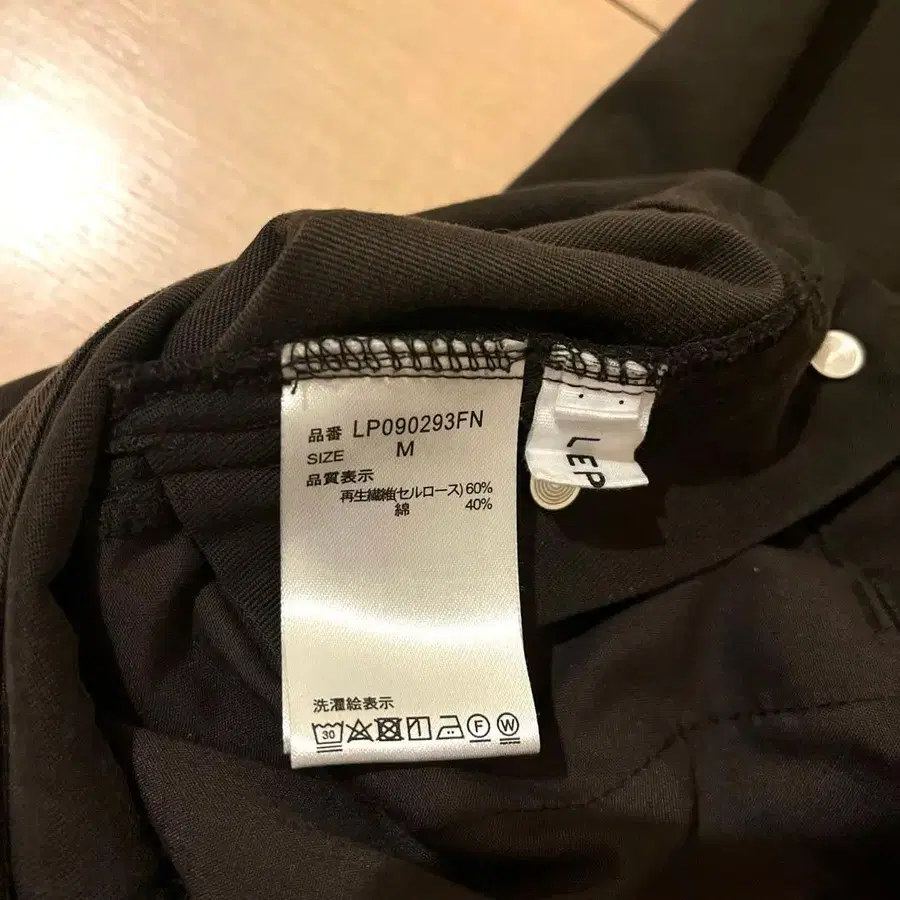 品番 LP090293FN
SIZE M
品質表示
再生繊維(セルロース) 60%
綿 40%
洗濯絵表示
30
F
W
LEP